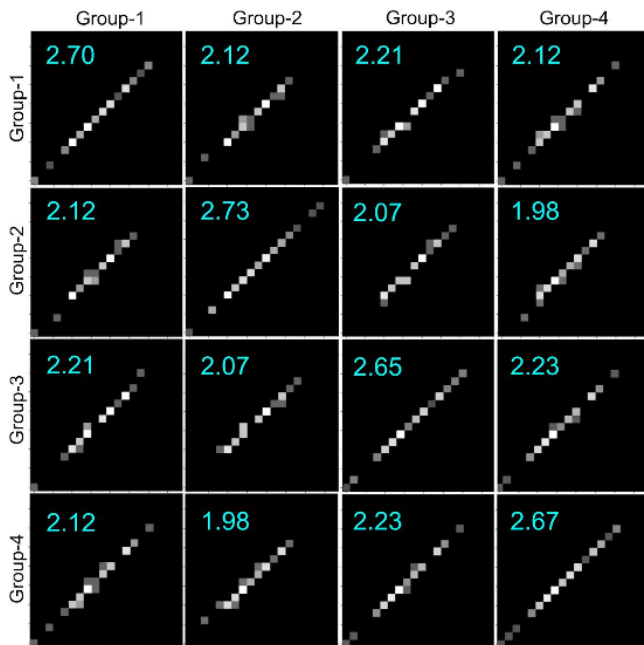 Group-1 Group-2 Group-3 Group-4
Group-1 2.70 2.12 2.21 2.12
Group-2 2.12 2.73 2.07 1.98
Group-3 2.21 2.07 2.65 2.23
Group-4 2.12 1.98 2.23 2.67